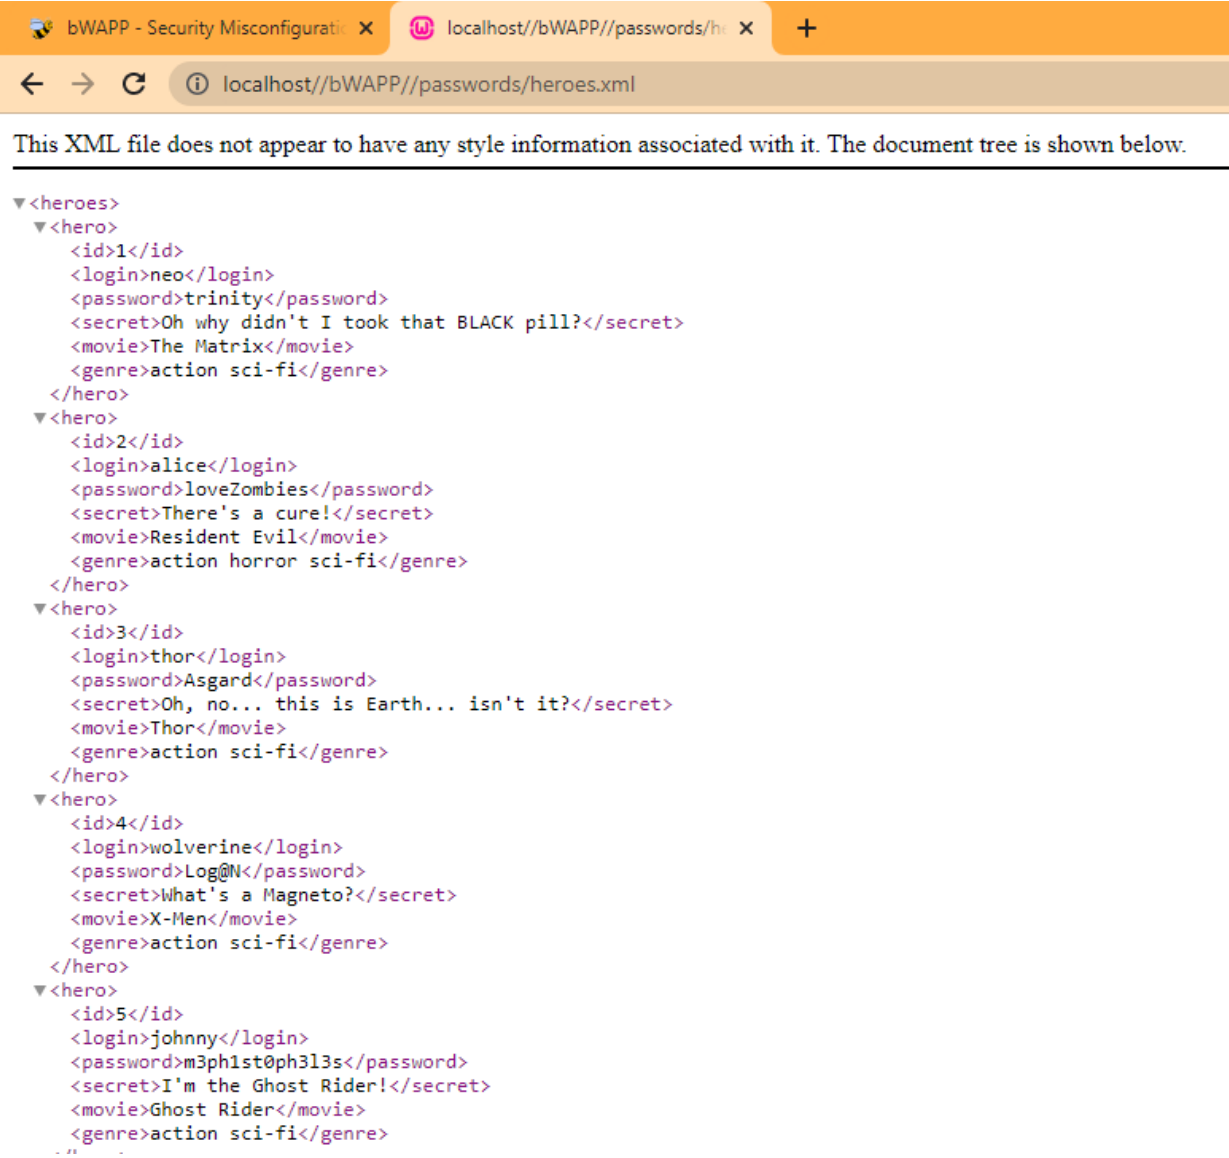 bWAPP - Security Misconfigurati
localhost//bWAPP//passwords/he
localhost//bWAPP//passwords/heroes.xml
This XML file does not appear to have any style information associated with it. The document tree is shown below.
▼<heroes>
▼<hero>
<id>1</id>
<login>neo</login>
<password>trinity</password>
<secret>Oh why didn't I took that BLACK pill?</secret>
<movie>The Matrix</movie>
<genre>action sci-fi</genre>
</hero>
▼<hero>
<id>2</id>
<login>alice</login>
<password>loveZombies</password>
<secret>There's a cure!</secret>
<movie>Resident Evil</movie>
<genre>action horror sci-fi</genre>
</hero>
▼<hero>
<id>3</id>
<login>thor</login>
<password>Asgard</password>
<secret>Oh, no... this is Earth... isn't it?</secret>
<movie>Thor</movie>
<genre>action sci-fi</genre>
</hero>
▼<hero>
<id>4</id>
<login>wolverine</login>
<password>Log@N</password>
<secret>What's a Magneto?</secret>
<movie>X-Men</movie>
<genre>action sci-fi</genre>
</hero>
▼<hero>
<id>5</id>
<login>johnny</login>
<password>m3ph1st0ph3l3s</password>
<secret>I'm the Ghost Rider!</secret>
<movie>Ghost Rider</movie>
<genre>action sci-fi</genre>